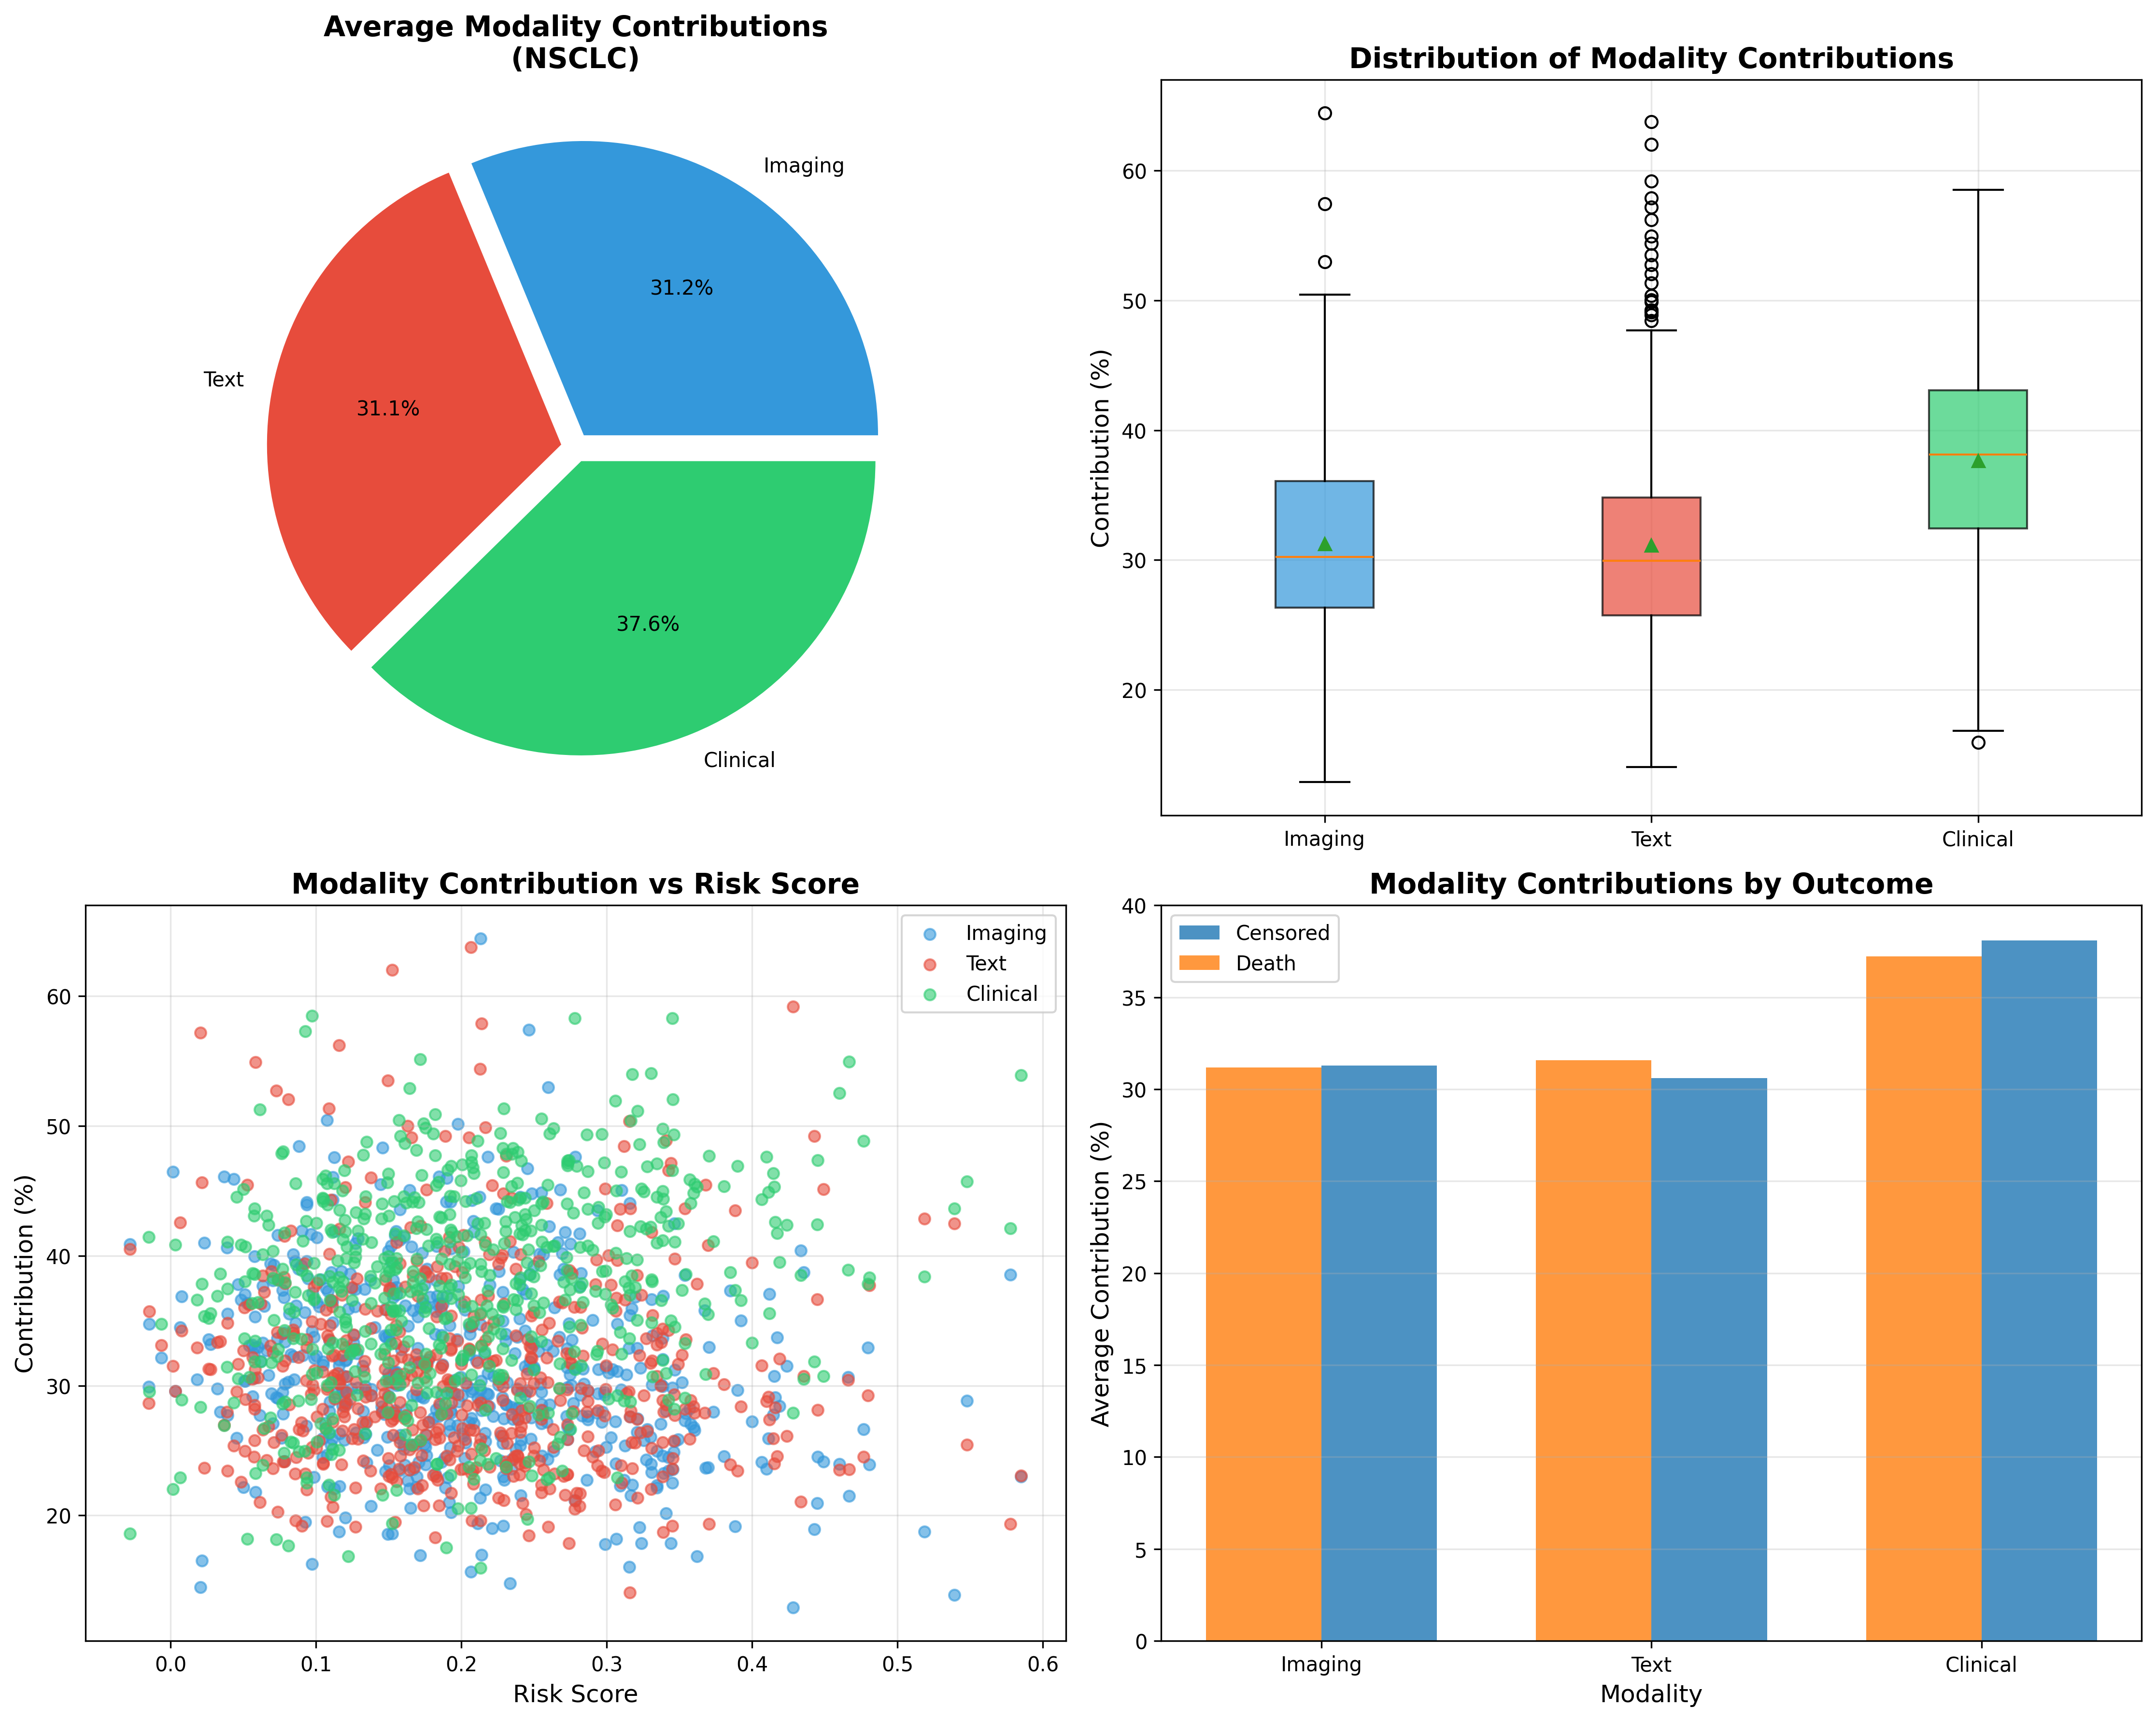 Average Modality Contributions
(NSCLC)
Imaging
31.2%
Text
31.1%
37.6%
Clinical
Distribution of Modality Contributions
Contribution (%)
60
50
40
30
20
Imaging
Text
Clinical
Modality Contribution vs Risk Score
Contribution (%)
60
50
40
30
20
Imaging
Text
Clinical
0.0
0.1
0.2
0.3
0.4
0.5
0.6
Risk Score
Modality Contributions by Outcome
Average Contribution (%)
40
35
30
25
20
15
10
5
0
Censored
Death
Imaging
Text
Clinical
Modality